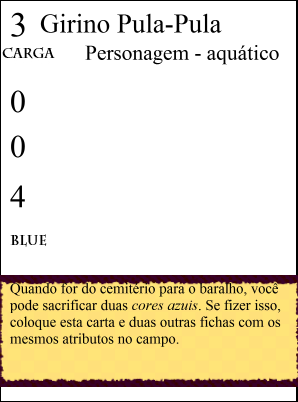 3 Girino Pula-Pula
CARGA Personagem - aquático
0
0
4
BLUE
Quando for do cemitério para o baralho, você
pode sacrificar duas cores azuis. Se fizer isso,
coloque esta carta e duas outras fichas com os
mesmos atributos no campo.